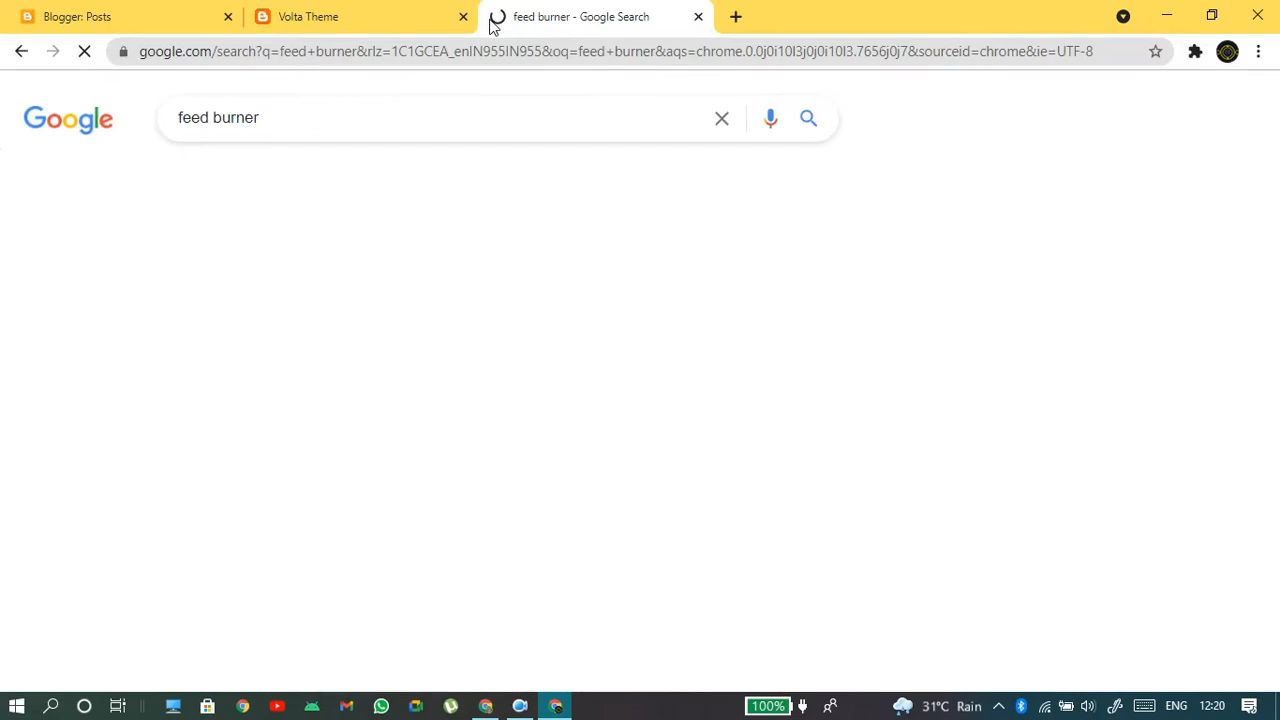 Blogger: Posts
Volta Theme
feed burner - Google Search
google.com/search?q=feed+burner&rlz=1C1GCEA_enIN955IN955&oq=feed+burner&aqs=chrome.0.0j0i10l3j0j0i10l3.7656j0j7&sourceid=chrome&ie=UTF-8
Google
feed burner
100%
31°C Rain
ENG
12:20